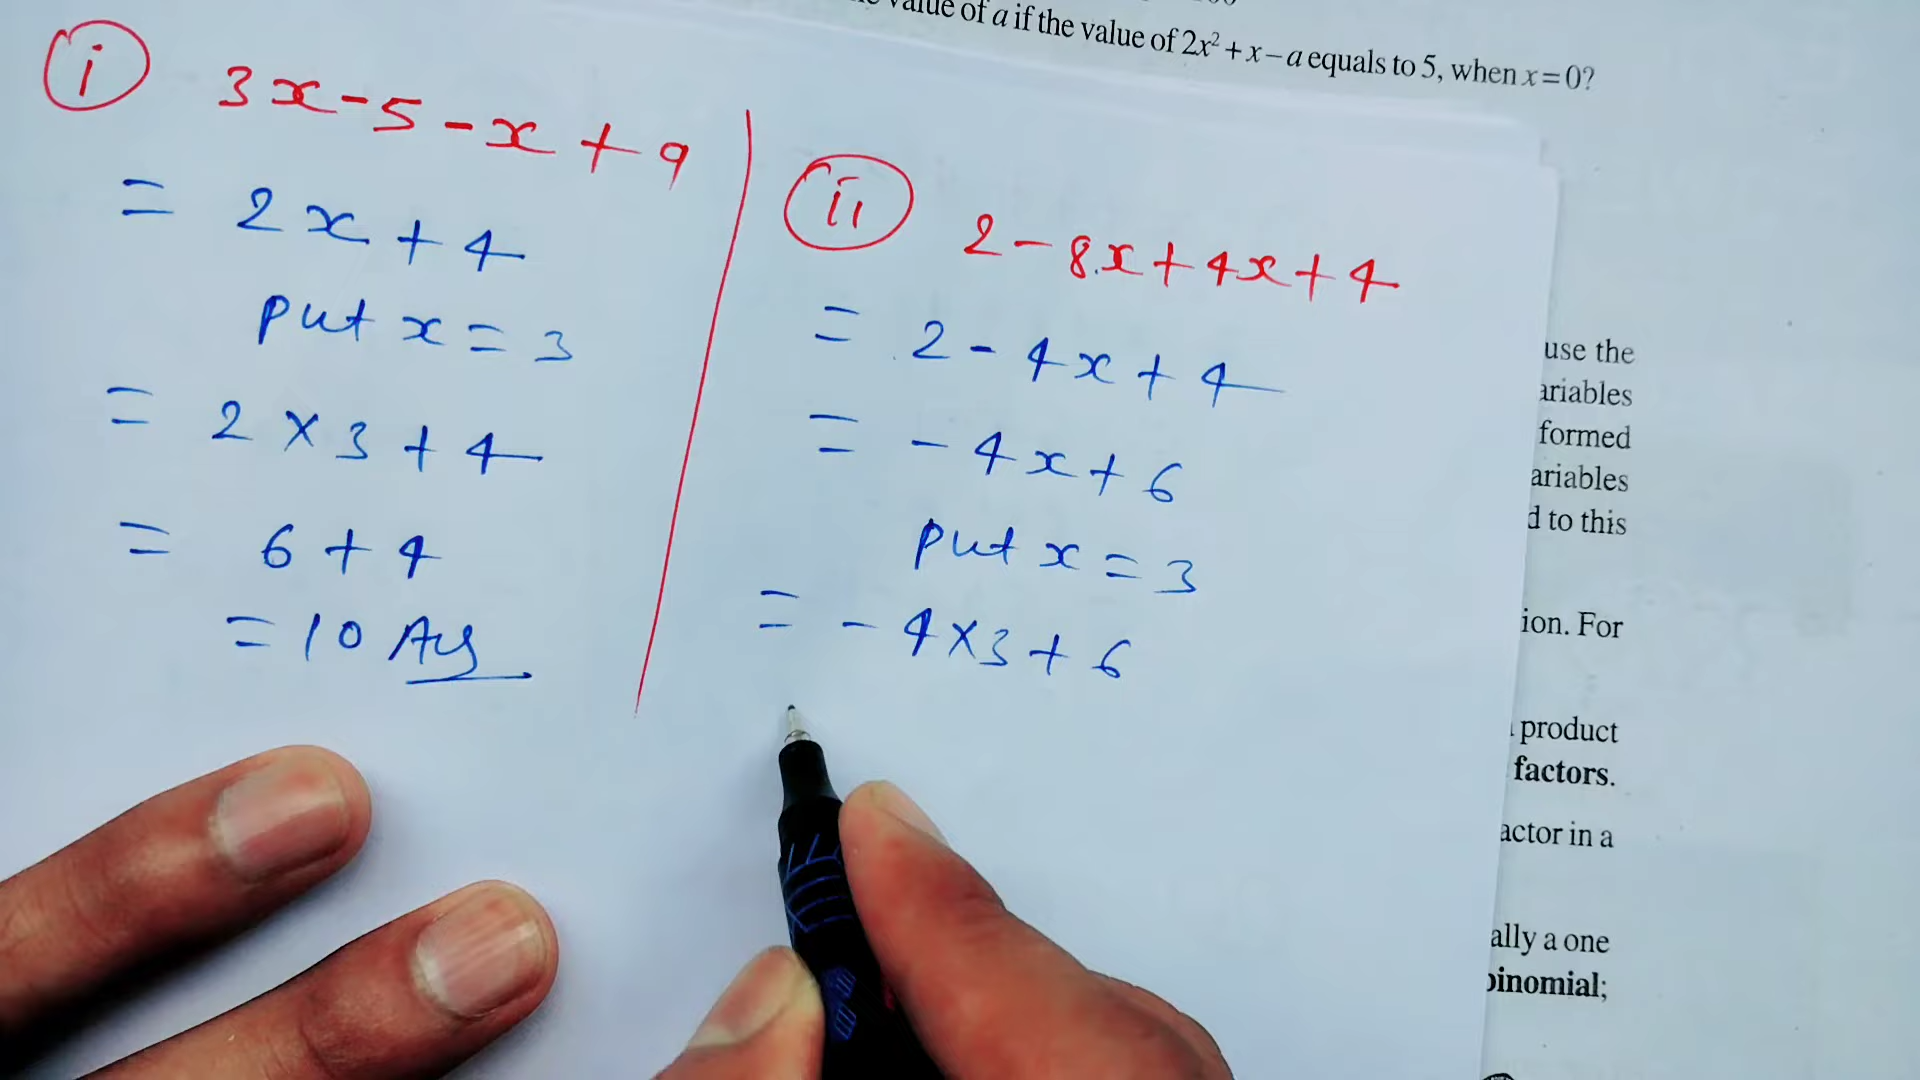 value of a if the value of 2x² + x – a equals to 5, when x = 0?
i 3x - 5 - x + 9
= 2x + 4
put x = 3
= 2 × 3 + 4
= 6 + 4
= 10 Ans
ii 2 - 8x + 4x + 4
= 2 - 4x + 4
= - 4x + 6
put x = 3
= - 4 × 3 + 6
use the
ariables
formed
ariables
d to this
ion. For
product
factors.
actor in a
ally a one
binomial;